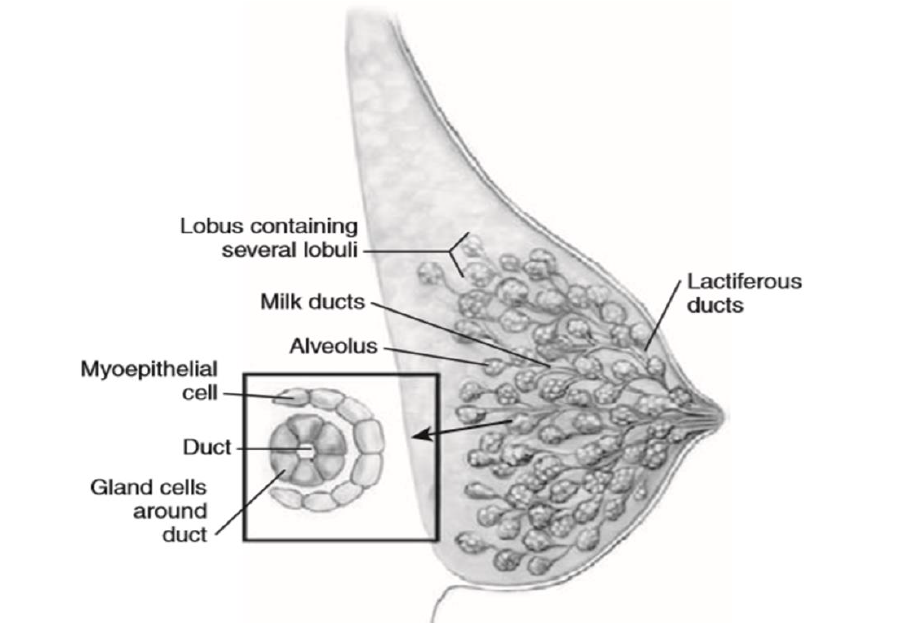 Lobus containing
several lobuli
Milk ducts
Alveolus
Lactiferous
ducts
Myoepithelial
cell
Duct
Gland cells
around
duct